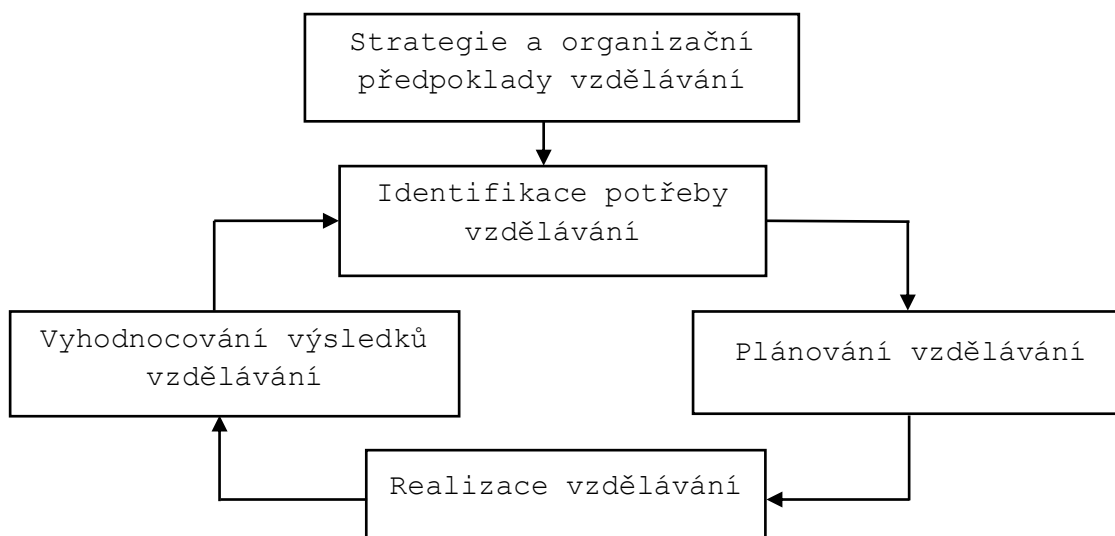 Strategie a organizační
předpoklady vzdělávání
Identifikace potřeby
vzdělávání
Vyhodnocování výsledků
vzdělávání
Plánování vzdělávání
Realizace vzdělávání